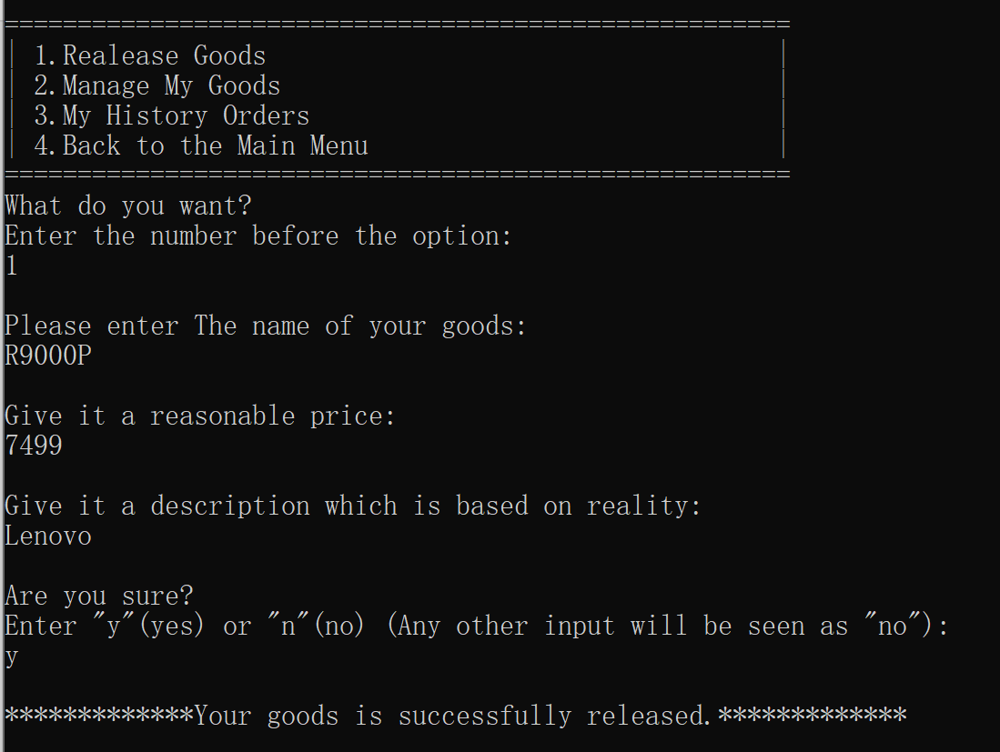 ======================================================
| 1.Realease Goods |
| 2.Manage My Goods |
| 3.My History Orders |
| 4.Back to the Main Menu |
======================================================
What do you want?
Enter the number before the option:
1
Please enter The name of your goods:
R9000P
Give it a reasonable price:
7499
Give it a description which is based on reality:
Lenovo
Are you sure?
Enter "y"(yes) or "n"(no) (Any other input will be seen as "no"):
y
*************Your goods is successfully released.*************